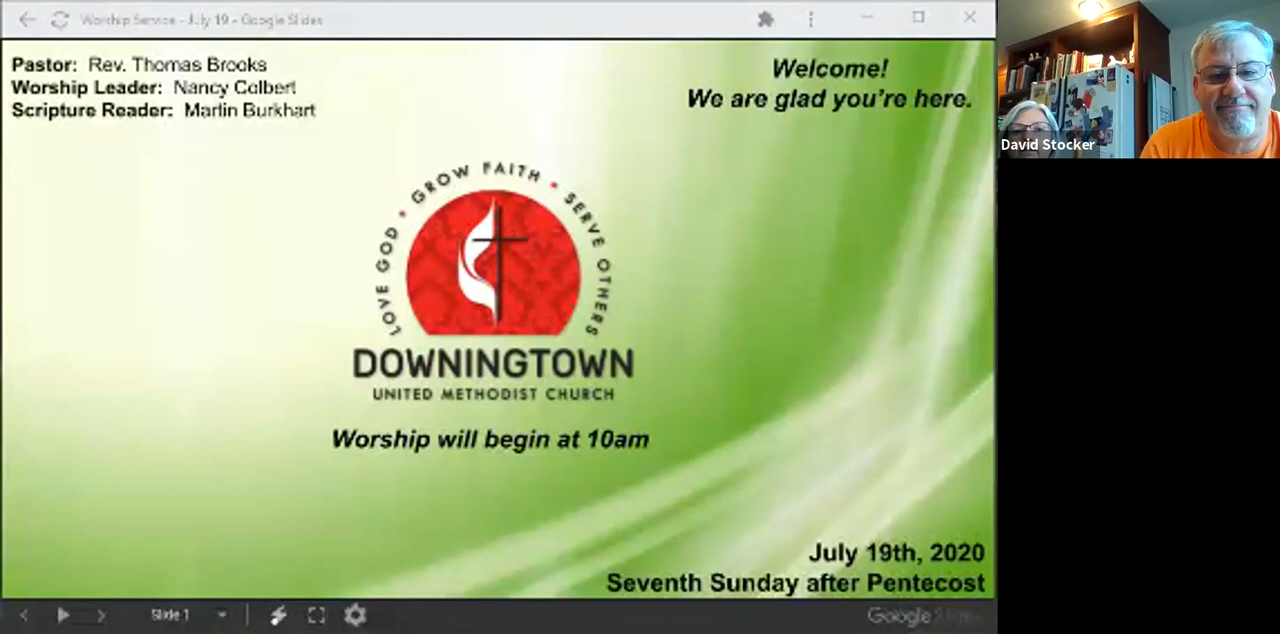 Worship Service - July 19 - Google Slides
Pastor: Rev. Thomas Brooks
Worship Leader: Nancy Colbert
Scripture Reader: Marlin Burkhart
Welcome!
We are glad you're here.
David Stocker
LOVE GOD • GROW FAITH • SERVE OTHERS
DOWNINGTOWN
UNITED METHODIST CHURCH
Worship will begin at 10am
July 19th, 2020
Seventh Sunday after Pentecost
Slide 1
Google Slides